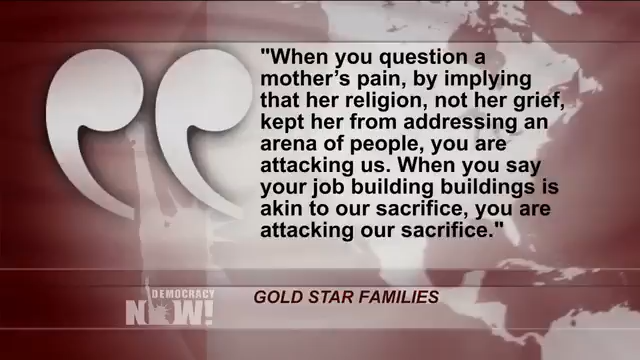 "When you question a
mother's pain, by implying
that her religion, not her grief,
kept her from addressing an
arena of people, you are
attacking us. When you say
your job building buildings is
akin to our sacrifice, you are
attacking our sacrifice."
GOLD STAR FAMILIES
DEMOCRACY
NOW!